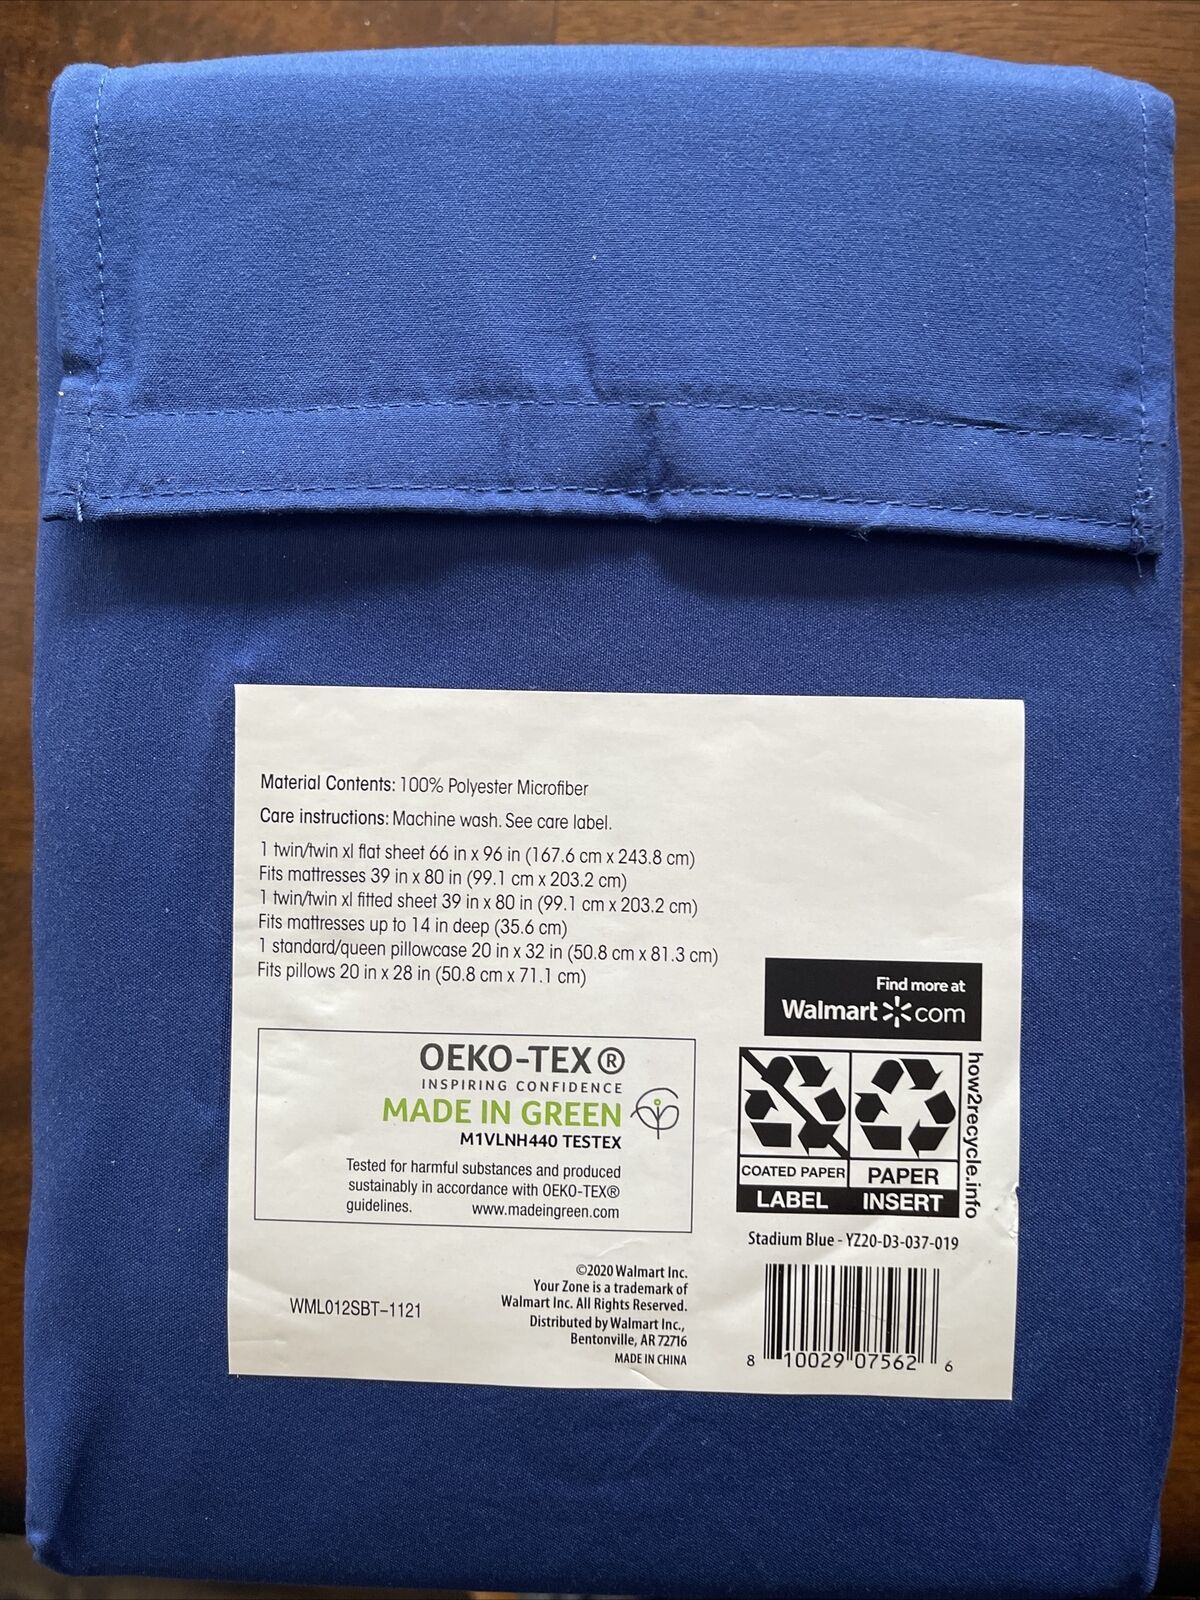 Material Contents: 100% Polyester Microfiber
Care instructions: Machine wash. See care label.
1 twin/twin xl flat sheet 66 in x 96 in (167.6 cm x 243.8 cm)
Fits mattresses 39 in x 80 in (99.1 cm x 203.2 cm)
1 twin/twin xl fitted sheet 39 in x 80 in (99.1 cm x 203.2 cm)
Fits mattresses up to 14 in deep (35.6 cm)
1 standard/queen pillowcase 20 in x 32 in (50.8 cm x 81.3 cm)
Fits pillows 20 in x 28 in (50.8 cm x 71.1 cm)
Find more at
Walmart com
OEKO-TEX®
INSPIRING CONFIDENCE
MADE IN GREEN
M1VLNH440 TESTEX
Tested for harmful substances and produced
sustainably in accordance with OEKO-TEX®
guidelines. www.madeingreen.com
COATED PAPER
LABEL
PAPER
INSERT
how2recycle.info
Stadium Blue - YZ20-D3-037-019
WML012SBT-1121
©2020 Walmart Inc.
Your Zone is a trademark of
Walmart Inc. All Rights Reserved.
Distributed by Walmart Inc.,
Bentonville, AR 72716
MADE IN CHINA
8 10029 07562 6